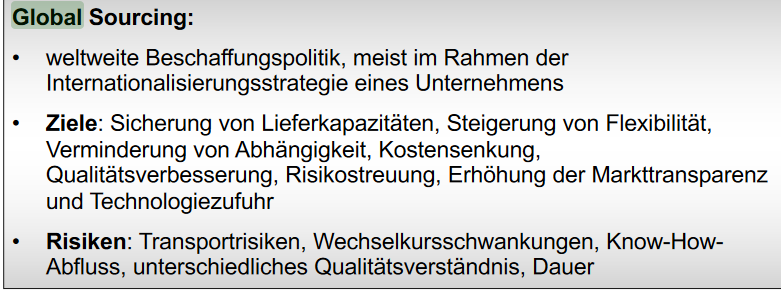 Global Sourcing:
• weltweite Beschaffungspolitik, meist im Rahmen der
Internationalisierungsstrategie eines Unternehmens
• Ziele: Sicherung von Lieferkapazitäten, Steigerung von Flexibilität,
Verminderung von Abhängigkeit, Kostensenkung,
Qualitätsverbesserung, Risikostreuung, Erhöhung der Markttransparenz
und Technologiezufuhr
• Risiken: Transportrisiken, Wechselkursschwankungen, Know-How-
Abfluss, unterschiedliches Qualitätsverständnis, Dauer